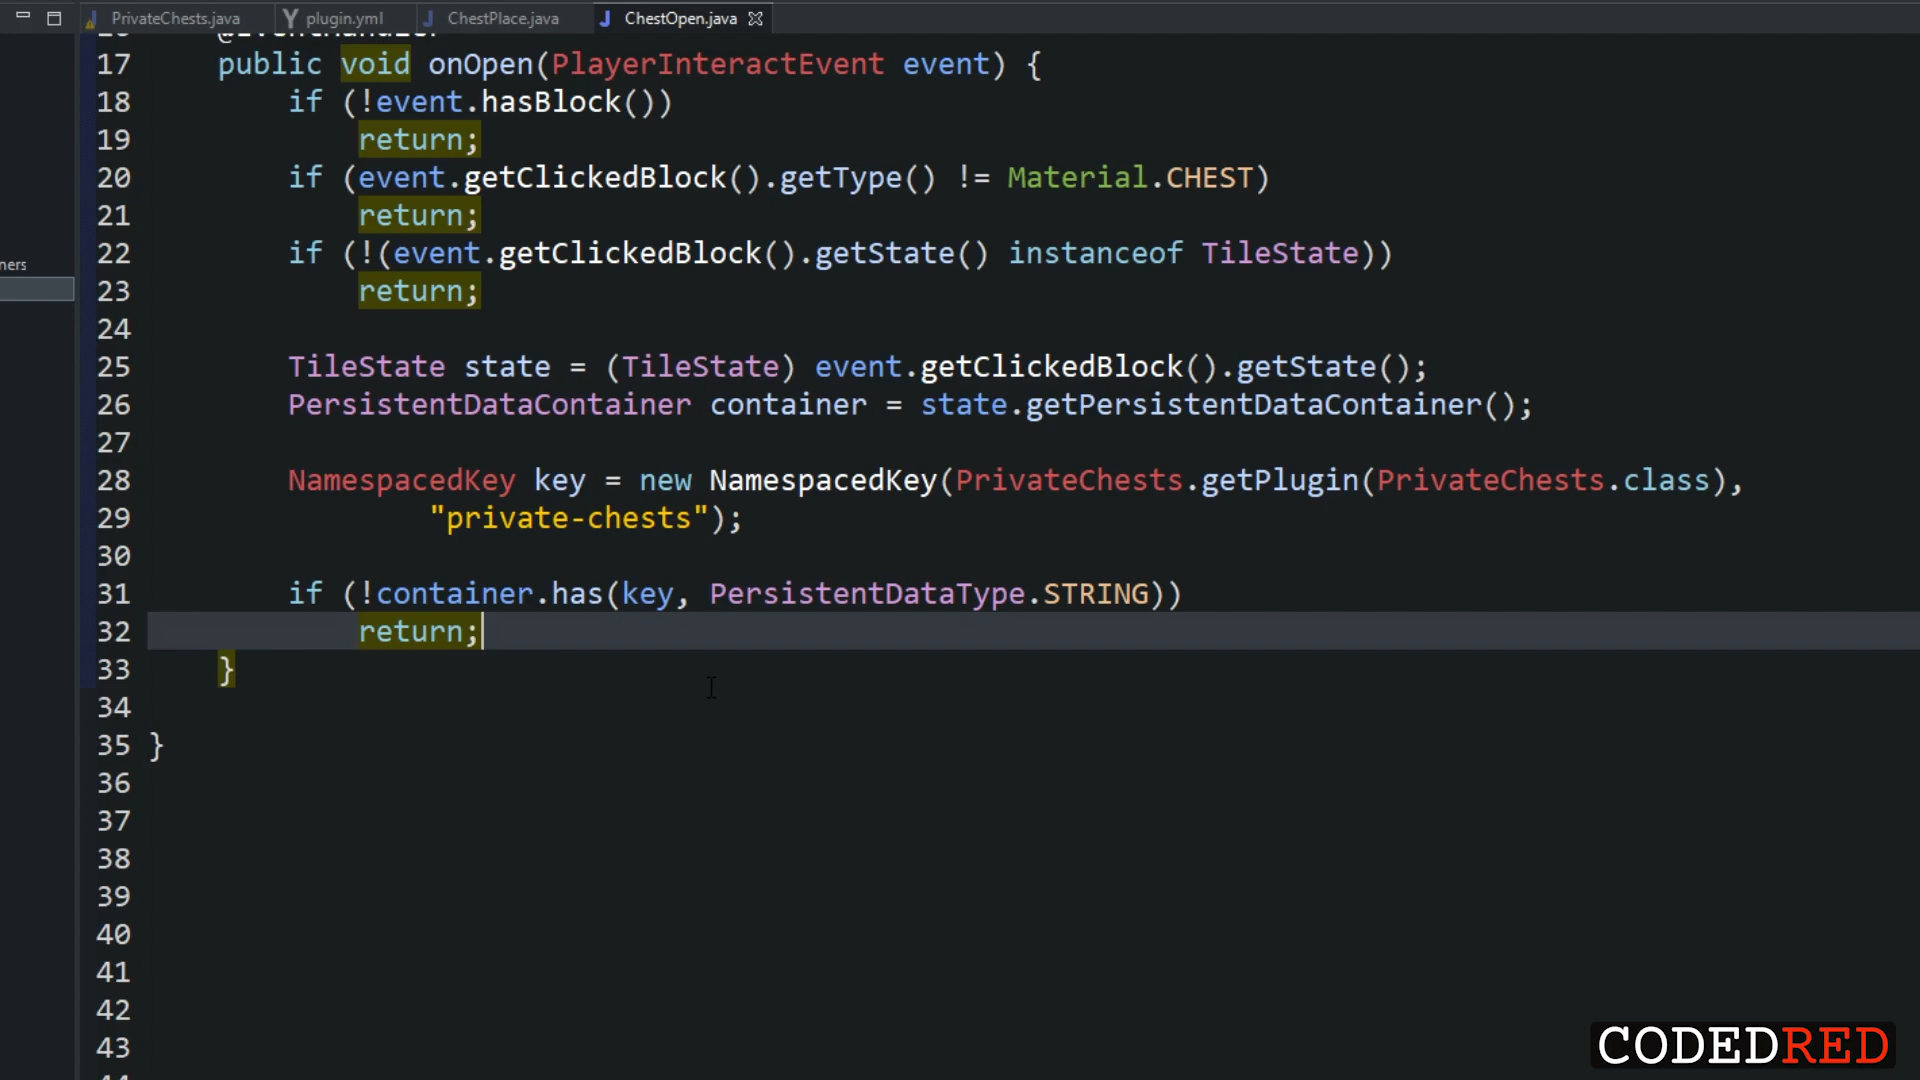 PrivateChests.java plugin.yml ChestPlace.java ChestOpen.java
17 public void onOpen(PlayerInteractEvent event) {
18 if (!event.hasBlock())
19 return;
20 if (event.getClickedBlock().getType() != Material.CHEST)
21 return;
22 if (!(event.getClickedBlock().getState() instanceof TileState))
ners
23 return;
24
25 TileState state = (TileState) event.getClickedBlock().getState();
26 PersistentDataContainer container = state.getPersistentDataContainer();
27
28 NamespacedKey key = new NamespacedKey(PrivateChests.getPlugin(PrivateChests.class),
29 "private-chests");
30
31 if (!container.has(key, PersistentDataType.STRING))
32 return;
33 }
34
35 }
36
37
38
39
40
41
42
43
CODEDRED